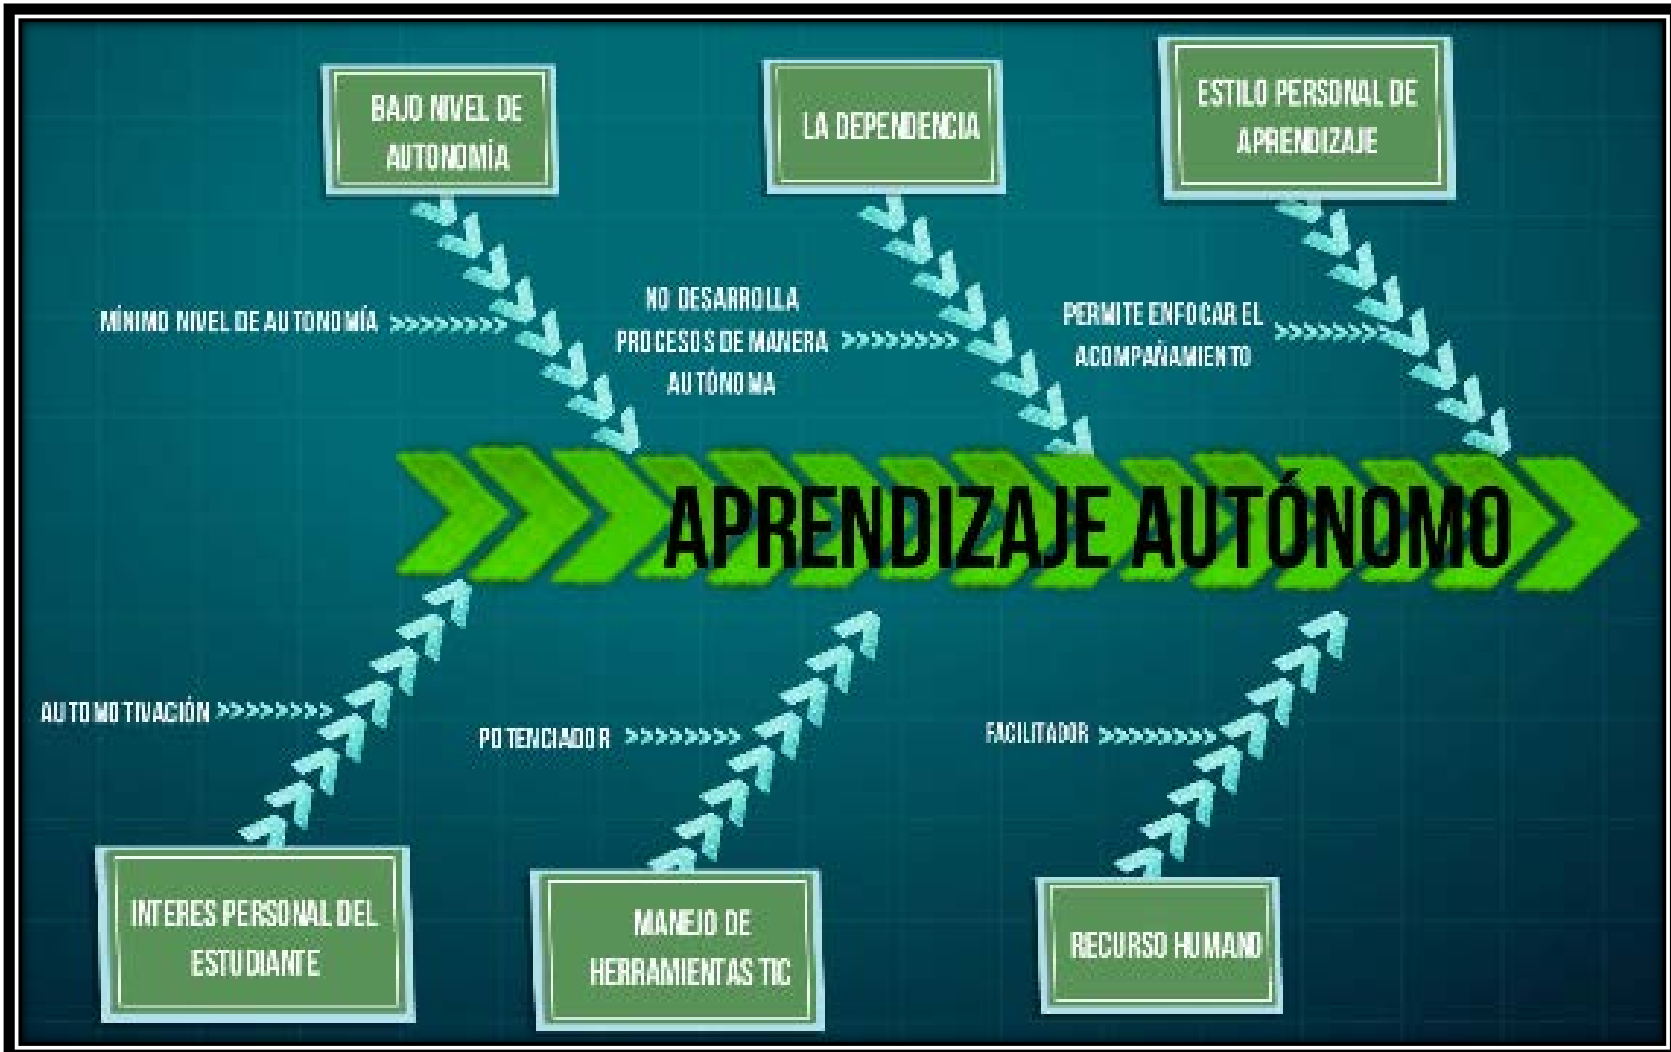 BAJO NIVEL DE
AUTONOMÍA
LA DEPENDENCIA
ESTILO PERSONAL DE
APRENDIZAJE
MÍNIMO NIVEL DE AUTONOMÍA
NO DESARROLLA
PROCESOS DE MANERA
AUTÓNOMA
PERMITE ENFOCAR EL
ACOMPAÑAMIENTO
APRENDIZAJE AUTÓNOMO
AUTOMOTIVACIÓN
POTENCIADOR
FACILITADOR
INTERES PERSONAL DEL
ESTUDIANTE
MANEJO DE
HERRAMIENTAS TIC
RECURSO HUMANO